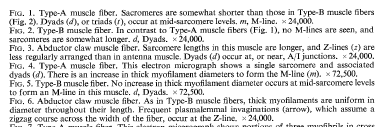 FIG. 1. Type-A muscle fiber. Sacromeres are somewhat shorter than those in Type-B muscle fibers
(Fig. 2). Dyads (d), or triads (t), occur at mid-sarcomere levels. m, M-line. × 24,000.
FIG. 2. Type-B muscle fiber. In contrast to Type-A muscle fibers (Fig. 1), no M-lines are seen, and
sarcomeres are somewhat longer. d, Dyads. × 24,000.
FIG. 3. Abductor claw muscle fiber. Sarcomere lengths in this muscle are longer, and Z-lines (z) are
less regularly arranged than in antenna muscle. Dyads (d) occur at, or near, A/I junctions. × 24,000.
FIG. 4. Type-A muscle fiber. This electron micrograph shows a single sarcomere and associated
dyads (d). There is an increase in thick myofilament diameters to form the M-line (m). × 72,500.
FIG. 5. Type-B muscle fiber. No increase in thick myofilament diameter occurs at mid-sarcomere levels
to form an M-line in this muscle. d, Dyads. × 72,500.
FIG. 6. Abductor claw muscle fiber. As in Type-B muscle fibers, thick myofilaments are uniform in
diameter throughout their length. Frequent plasmalemmal invaginations (arrow), which assume a
zigzag course across the width of the fiber, occur at the Z-line. × 24,000.